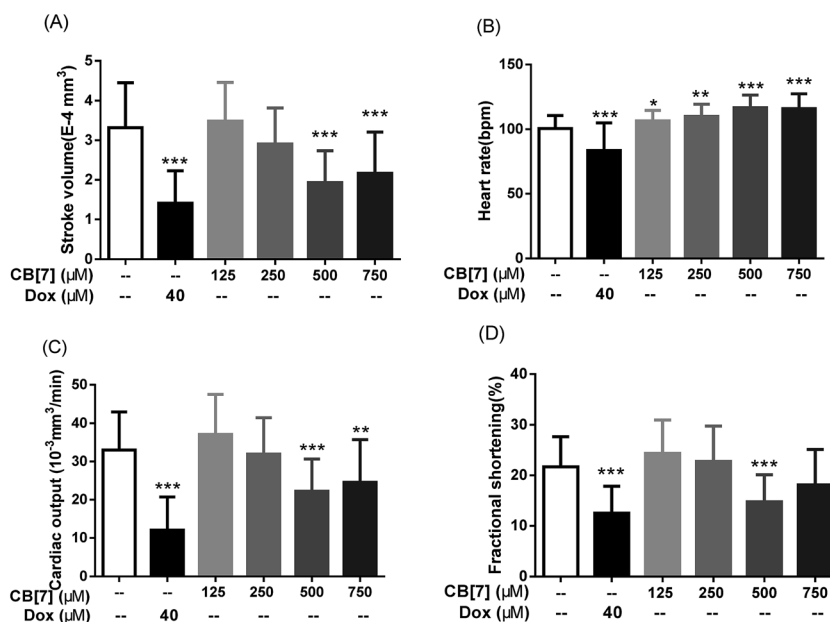 (A)
Stroke volume(E-4 mm³)
5
4
3
2
1
0
***
***
***
CB[7] (μM) -- -- 125 250 500 750
Dox (μM) -- 40 -- -- -- --
(B)
Heart rate(bpm)
150
100
50
0
***
*
**
***
***
CB[7] (μM) -- -- 125 250 500 750
Dox (μM) -- 40 -- -- -- --
(C)
Cardiac output (10⁻³mm³/min)
50
40
30
20
10
0
***
***
**
CB[7] (μM) -- -- 125 250 500 750
Dox (μM) -- 40 -- -- -- --
(D)
Fractional shortening(%)
40
30
20
10
0
***
***
CB[7] (μM) -- -- 125 250 500 750
Dox (μM) -- 40 -- -- -- --